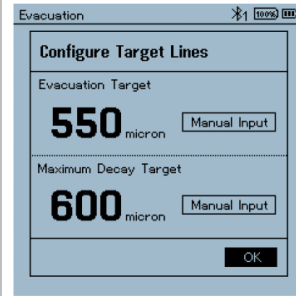 Evacuation 1 100%
Configure Target Lines
Evacuation Target
550 micron Manual Input
Maximum Decay Target
600 micron Manual Input
OK